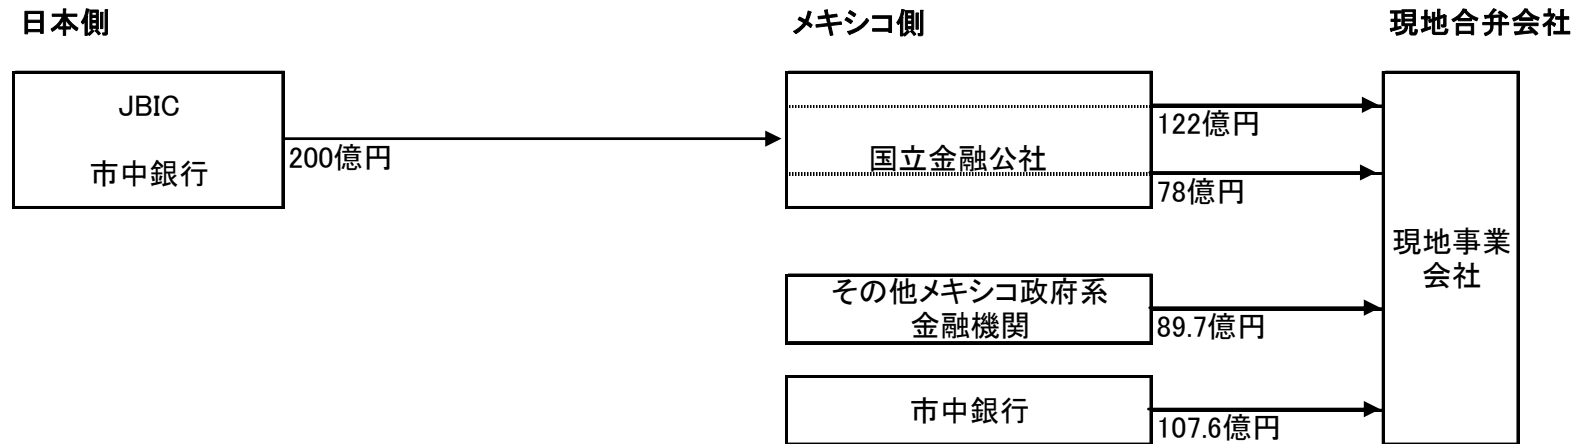 日本側
メキシコ側
現地合弁会社
JBIC
市中銀行
200億円
国立金融公社
122億円
78億円
その他メキシコ政府系
金融機関
89.7億円
市中銀行
107.6億円
現地事業
会社